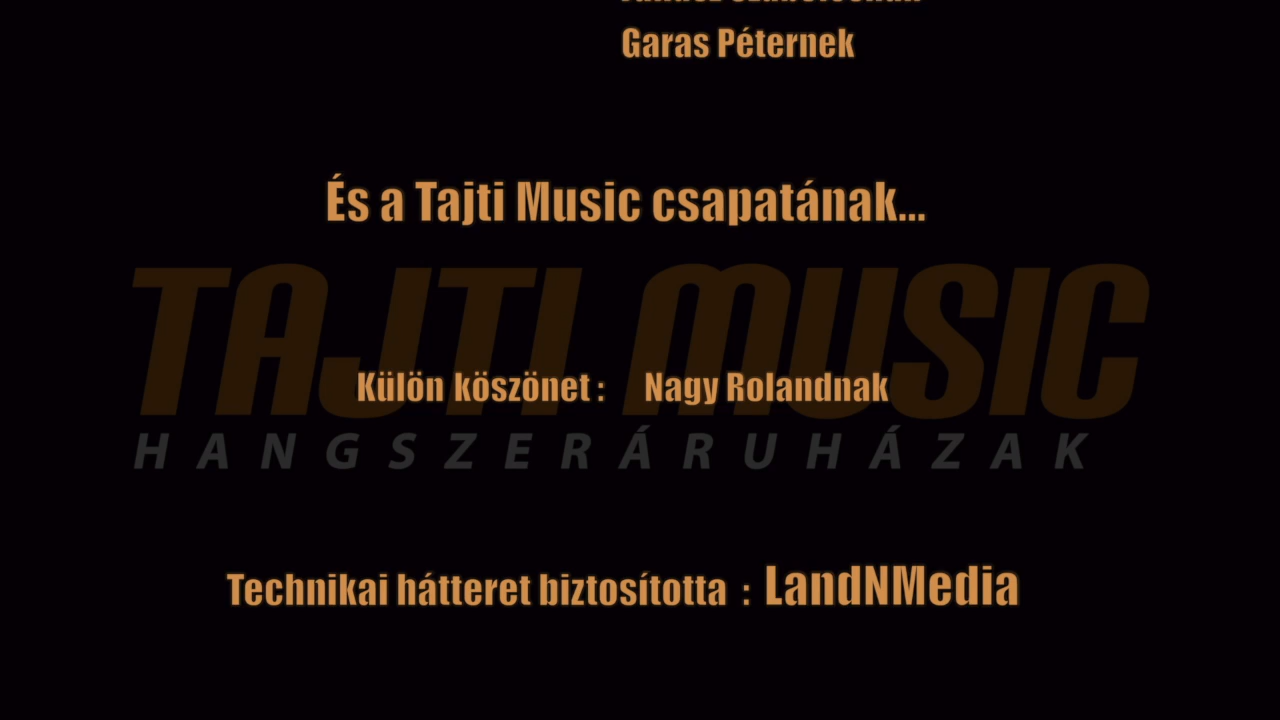 Garas Péternek
És a Tajti Music csapatának...
TAJTI MUSIC
Külön köszönet : Nagy Rolandnak
HANGSZERÁRUHÁZAK
Technikai hátteret biztosította : LandNMedia